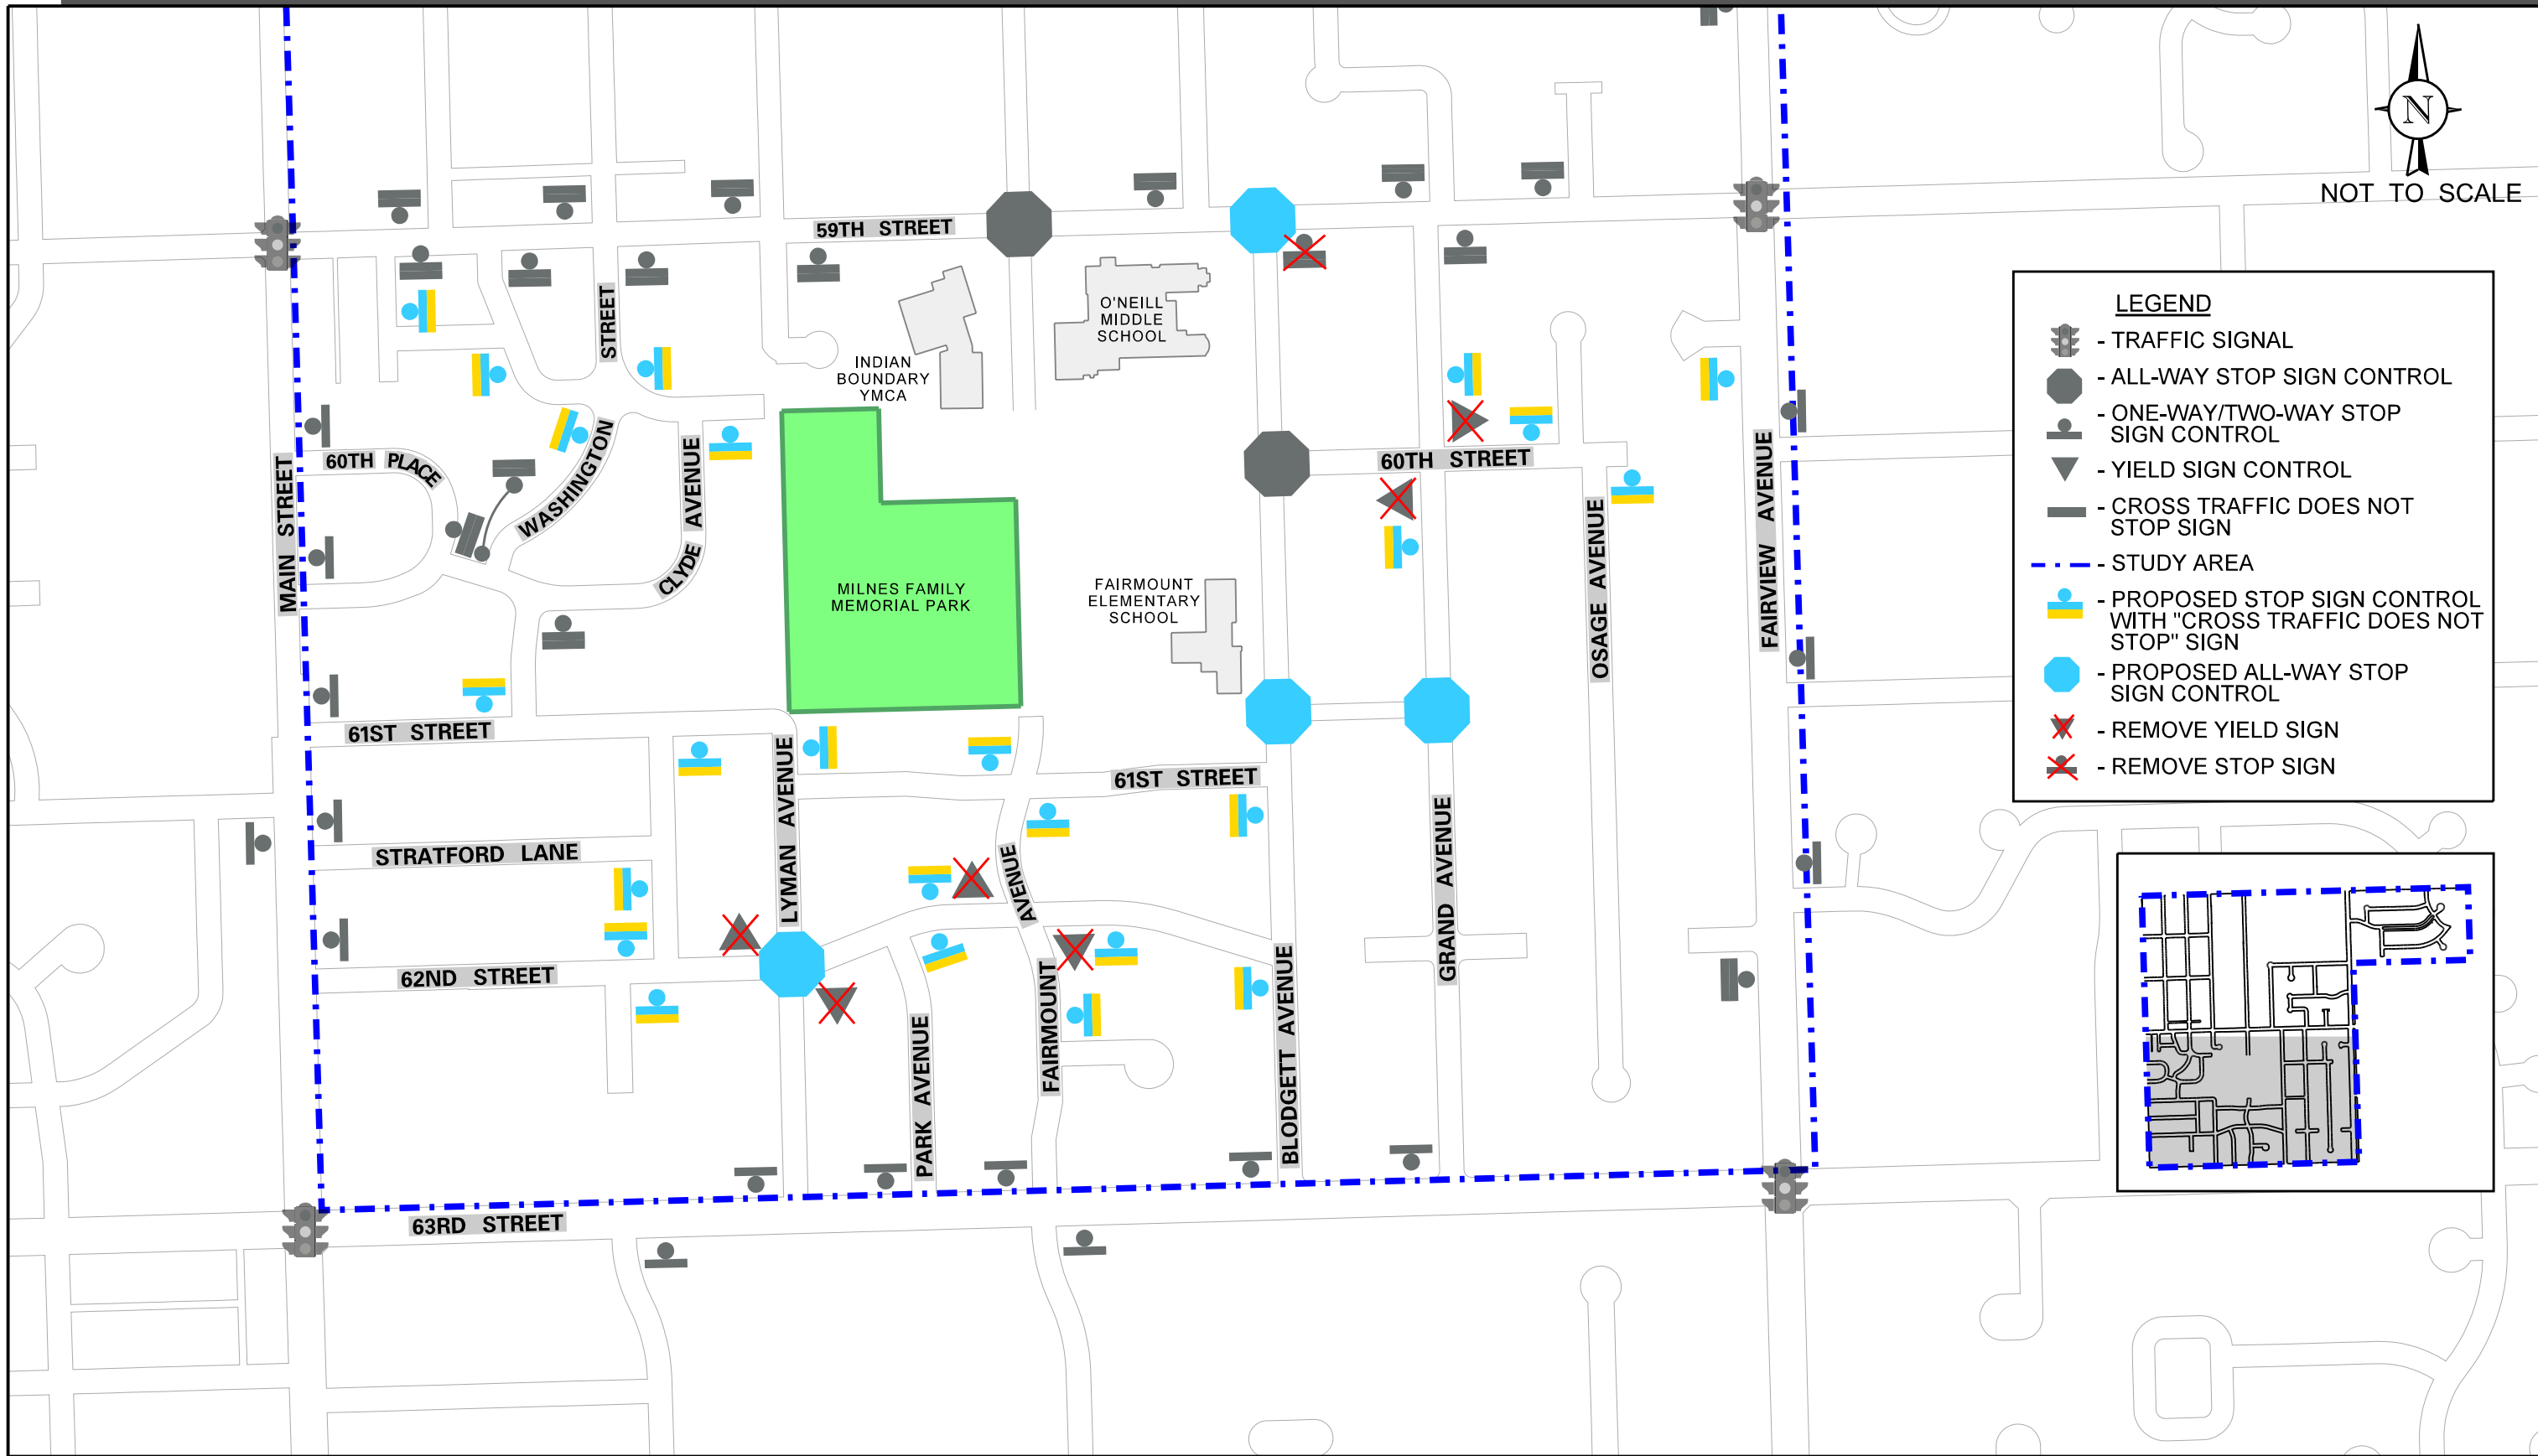 N
NOT TO SCALE
59TH STREET
STREET
INDIAN
BOUNDARY
YMCA
O'NEILL
MIDDLE
SCHOOL
LEGEND
- TRAFFIC SIGNAL
- ALL-WAY STOP SIGN CONTROL
- ONE-WAY/TWO-WAY STOP
SIGN CONTROL
- YIELD SIGN CONTROL
- CROSS TRAFFIC DOES NOT
STOP SIGN
- STUDY AREA
- PROPOSED STOP SIGN CONTROL
WITH "CROSS TRAFFIC DOES NOT
STOP" SIGN
- PROPOSED ALL-WAY STOP
SIGN CONTROL
- REMOVE YIELD SIGN
- REMOVE STOP SIGN
60TH PLACE
WASHINGTON
CLYDE AVENUE
MAIN STREET
60TH STREET
OSAGE AVENUE
FAIRVIEW AVENUE
MILNES FAMILY
MEMORIAL PARK
FAIRMOUNT
ELEMENTARY
SCHOOL
61ST STREET
LYMAN AVENUE
61ST STREET
STRATFORD LANE
AVENUE
FAIRMOUNT
GRAND AVENUE
62ND STREET
PARK AVENUE
BLODGETT AVENUE
63RD STREET